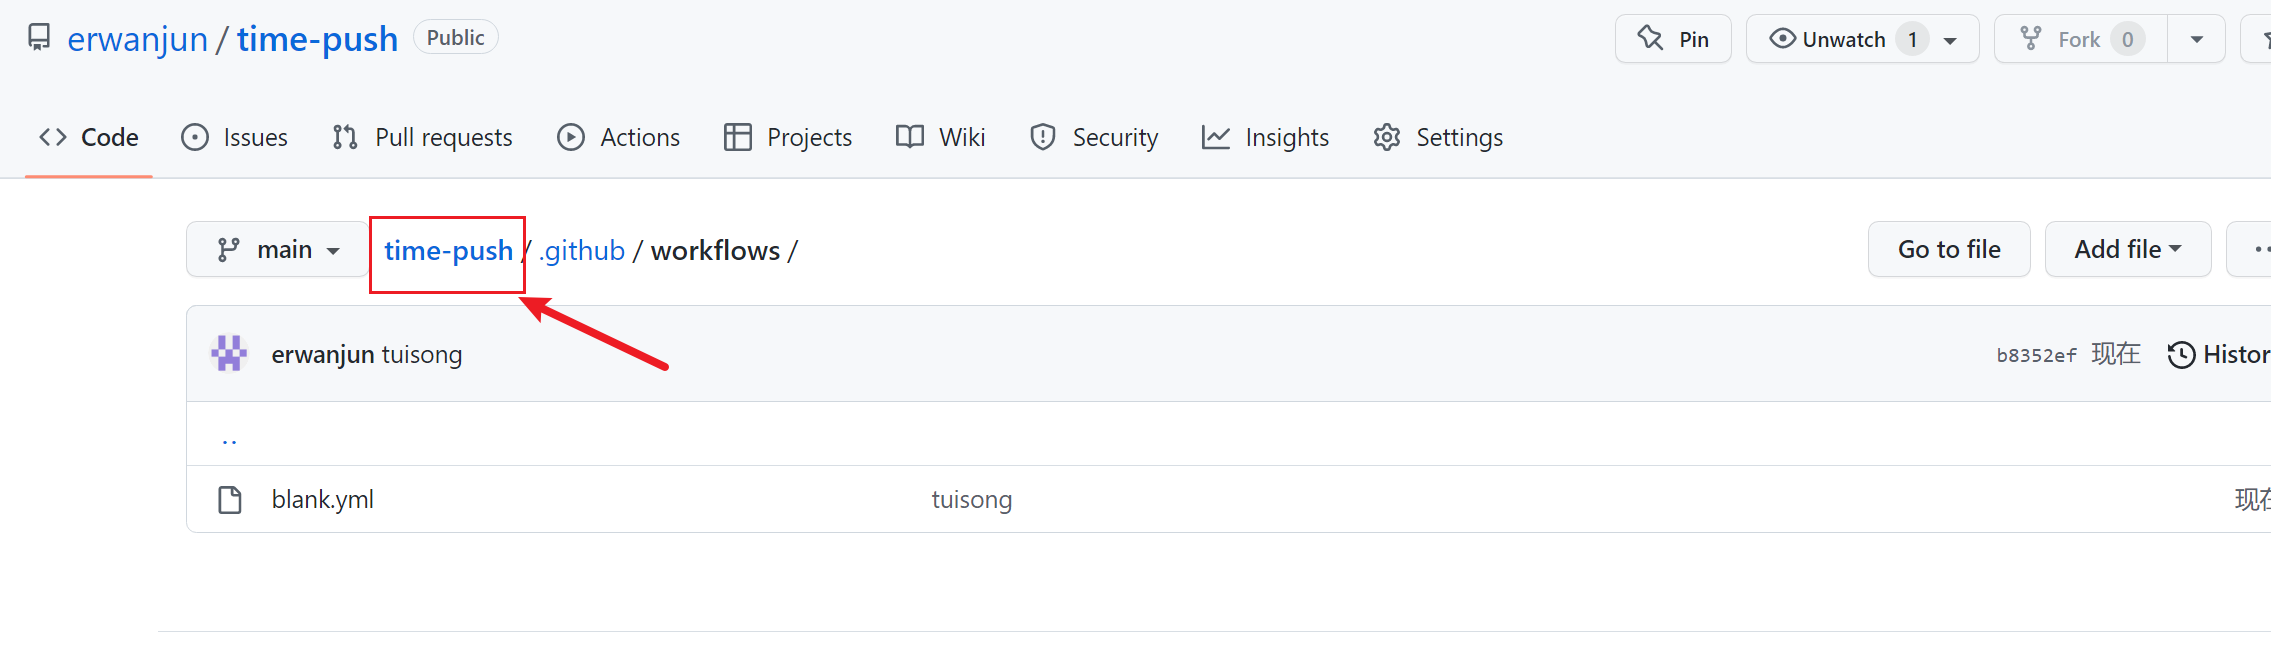 erwanjun / time-push Public Pin Unwatch 1 Fork 0
Code Issues Pull requests Actions Projects Wiki Security Insights Settings
main time-push / .github / workflows / Go to file Add file
erwanjun tuisong b8352ef 现在 Histor
..
blank.yml tuisong 现在